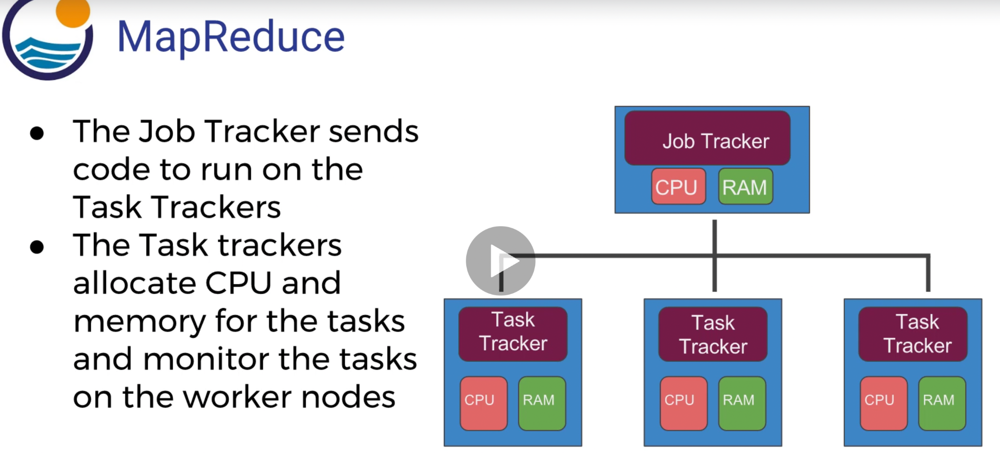 MapReduce
● The Job Tracker sends
code to run on the
Task Trackers
● The Task trackers
allocate CPU and
memory for the tasks
and monitor the tasks
on the worker nodes
Job Tracker
CPU RAM
Task
Tracker
CPU RAM
Task
Tracker
CPU RAM
Task
Tracker
CPU RAM